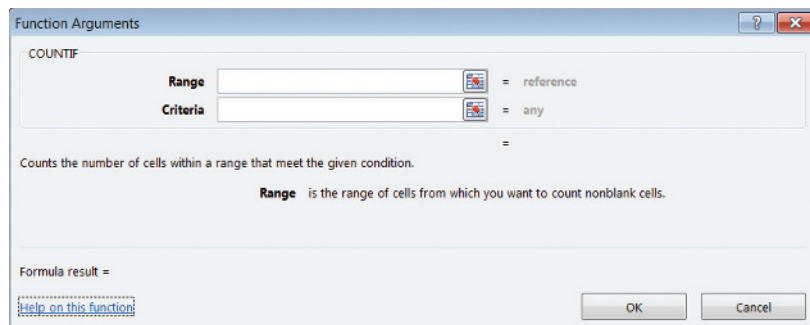 Function Arguments
COUNTIF
Range = reference
Criteria = any
=
Counts the number of cells within a range that meet the given condition.
Range is the range of cells from which you want to count nonblank cells.
Formula result =
Help on this function OK Cancel